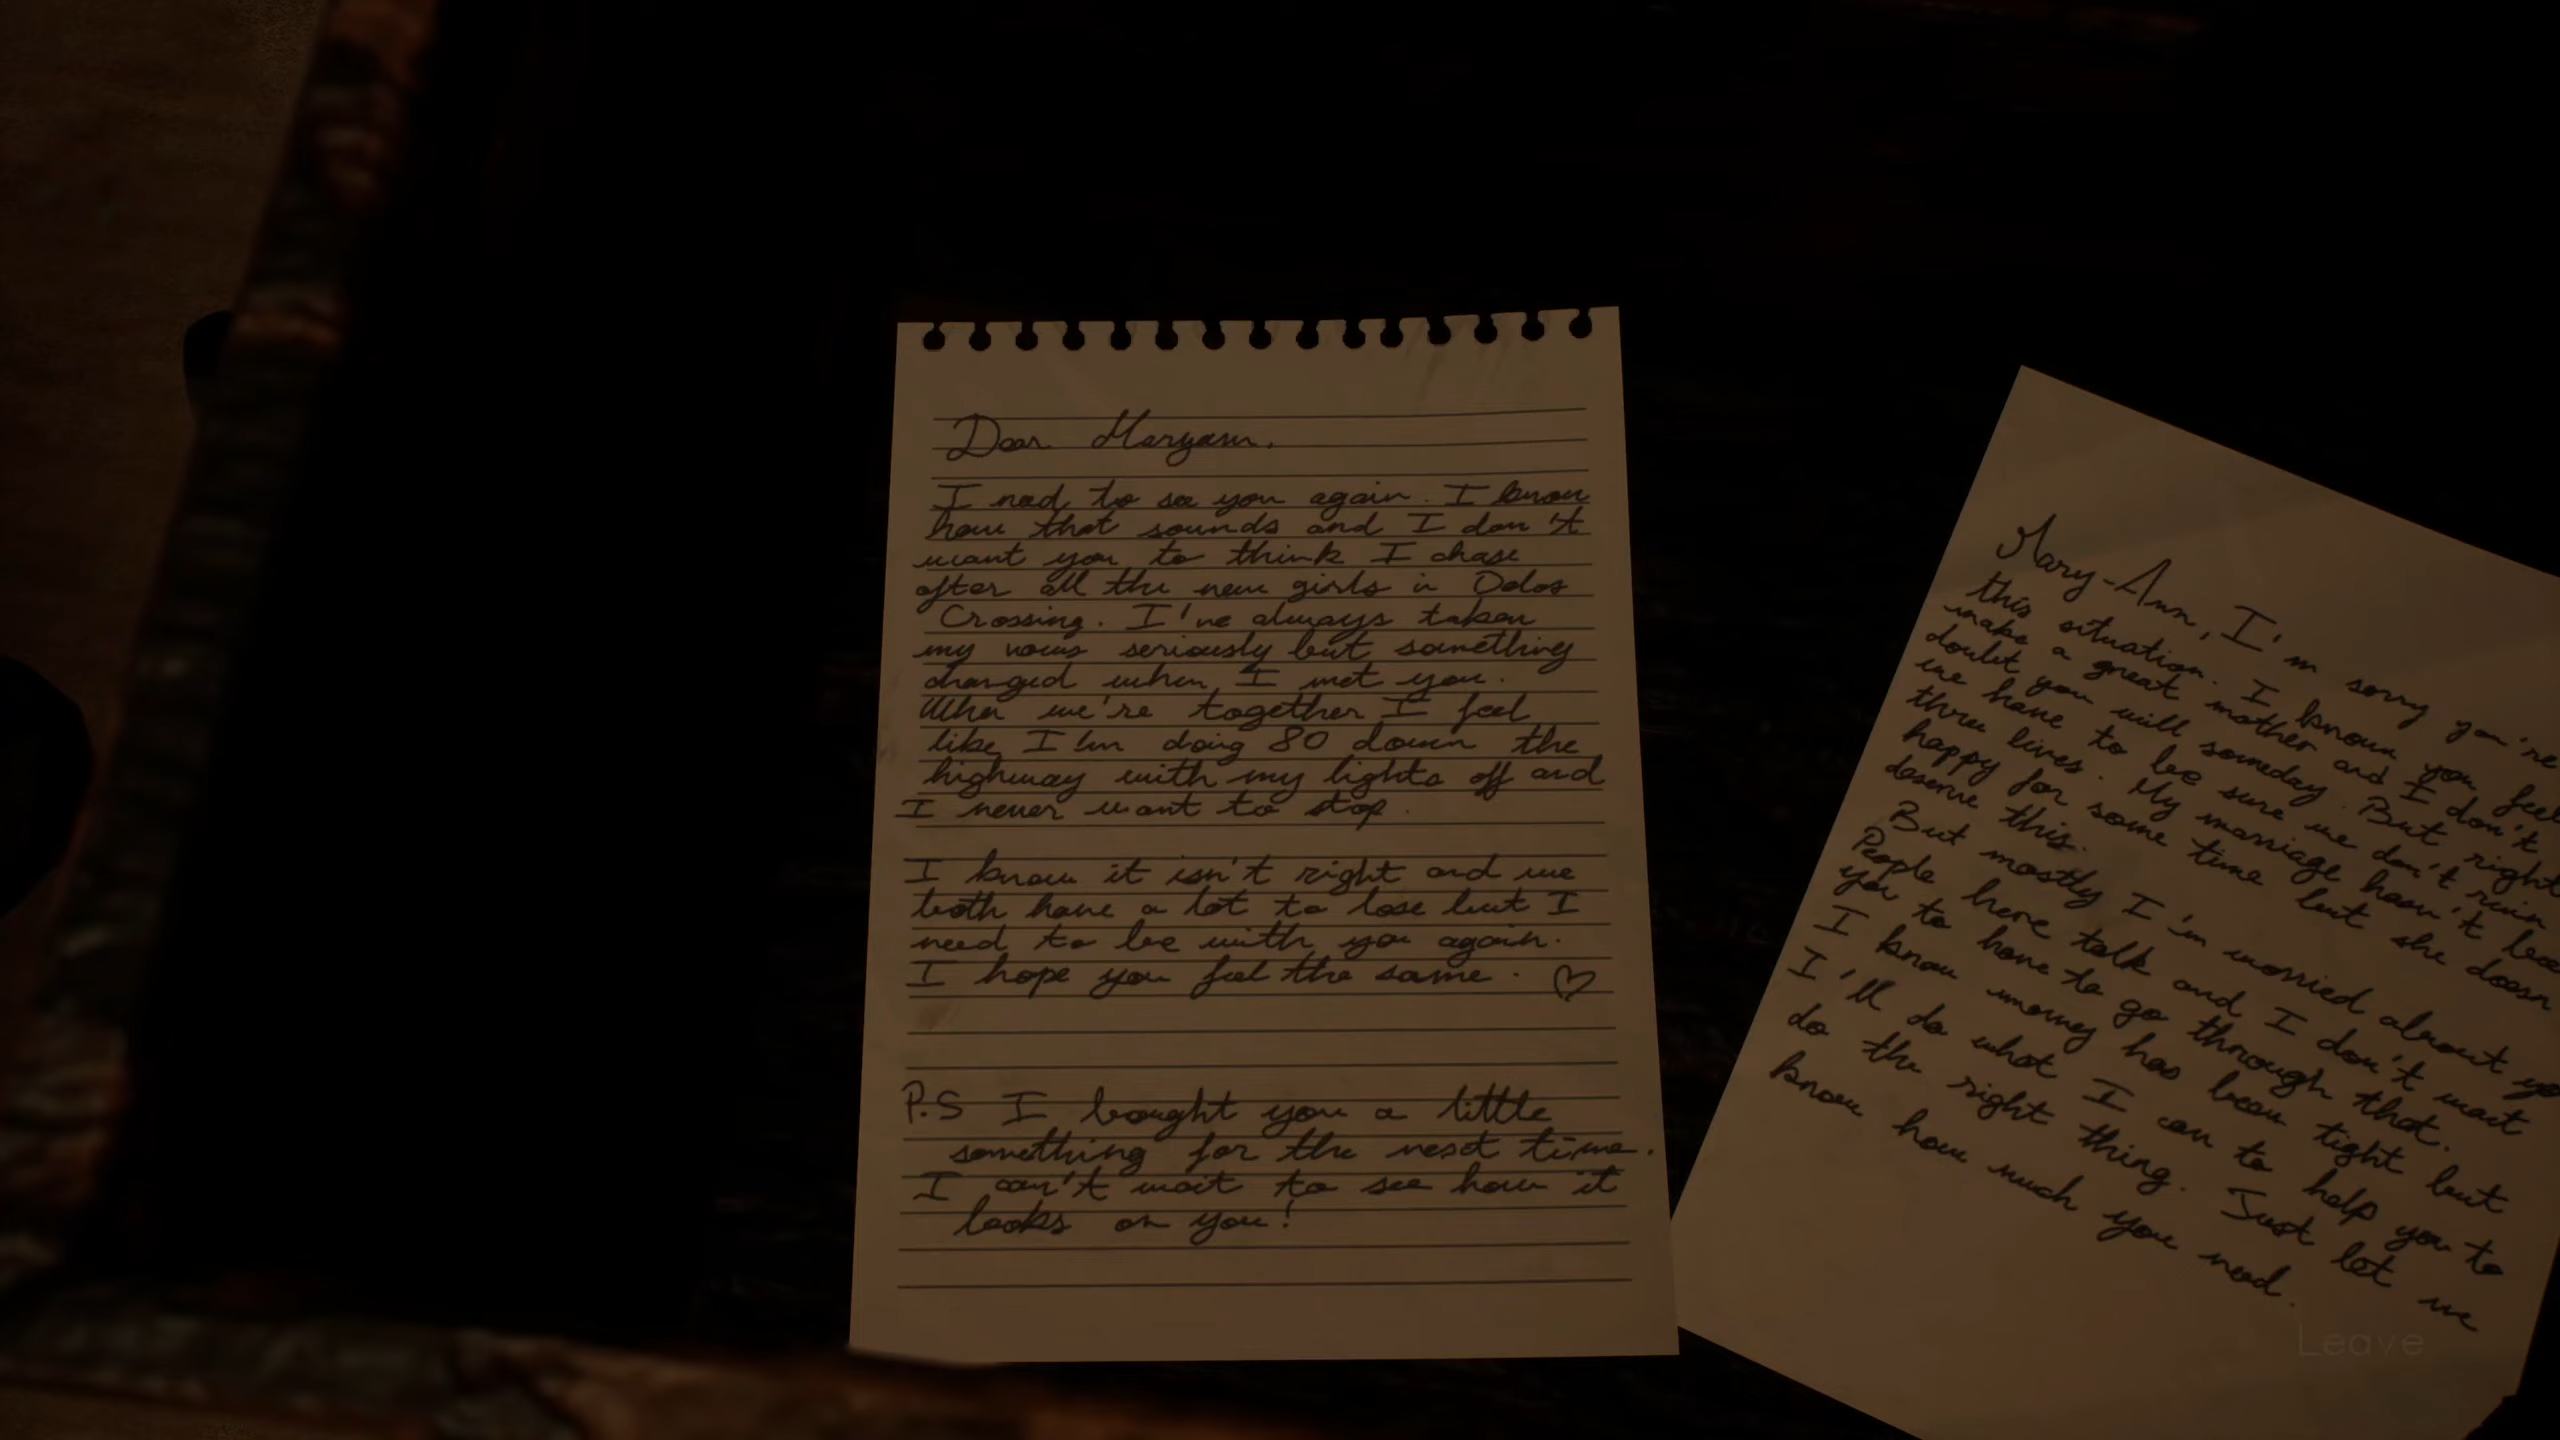 Dear Maryann,
I need to see you again. I know
how that sounds and I don't
want you to think I chase
after all the new girls in Delos
Crossing. I've always taken
my vows seriously but something
changed when I met you.
When we're together I feel
like I'm doing 80 down the
highway with my lights off and
I never want to stop.
I know it isn't right and we
both have a lot to lose but I
need to be with you again.
I hope you feel the same.
P.S I bought you a little
something for the next time.
I can't wait to see how it
looks on you!
Mary-Ann, I'm sorry you're
this situation. I know you feel
make a great mother and I don't
doubt you will someday. But right
we have to be sure we don't ruin
three lives. My marriage hasn't bee
happy for some time but she doesn
deserve this.
But mostly I'm worried about yo
People here talk and I don't want
you to have to go through that.
I know money has been tight but
I'll do what I can to help you to
do the right thing. Just let me
know how much you need.
Leave